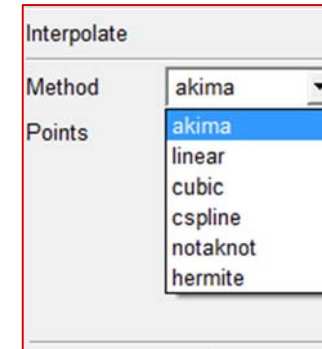 Interpolate
Method akima
Points
akima
linear
cubic
cspline
notaknot
hermite